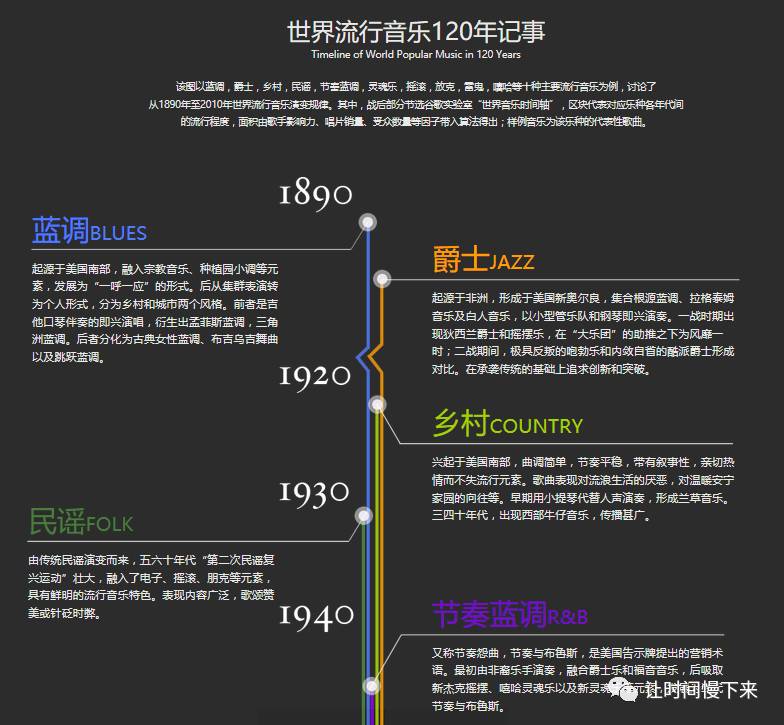 世界流行音乐120年记事
Timeline of World Popular Music in 120 Years
该图以蓝调，爵士，乡村，民谣，节奏蓝调，灵魂乐，摇滚，放克，雷鬼，嘻哈等十种主要流行音乐为例，讨论了
从1890年至2010年世界流行音乐演变规律。其中，战后部分节选谷歌实验室“世界音乐时间轴”，区块代表对应乐种各年代间
的流行程度，面积由歌手影响力、唱片销量、受众数量等因子带入算法得出；样例音乐为该乐种的代表性歌曲。
1890
蓝调BLUES
起源于美国南部，融入宗教音乐、种植园小调等元
素，发展为“一呼一应”的形式。后从集群表演转
为个人形式，分为乡村和城市两个风格。前者是吉
他口琴伴奏的即兴演唱，衍生出孟菲斯蓝调，三角
洲蓝调。后者分化为古典女性蓝调、布吉乌吉舞曲
以及跳跃蓝调。
爵士JAZZ
起源于非洲，形成于美国新奥尔良，集合根源蓝调、拉格泰姆
音乐及白人音乐，以小型管乐队和钢琴即兴演奏。一战时期出
现狄西兰爵士和摇摆乐，在“大乐团”的助推之下为风靡一
时；二战期间，极具反叛的咆勃乐和内敛自省的酷派爵士形成
对比。在承袭传统的基础上追求创新和突破。
1920
乡村COUNTRY
兴起于美国南部，曲调简单，节奏平稳，带有叙事性，亲切热
情而不失流行元素。歌曲表现对流浪生活的厌恶，对温暖安宁
家园的向往等。早期用小提琴代替人声演奏，形成兰草音乐。
三四十年代，出现西部牛仔音乐，传播甚广。
1930
民谣FOLK
由传统民谣演变而来，五六十年代“第二次民谣复
兴运动”壮大，融入了电子、摇滚、朋克等元素，
具有鲜明的流行音乐特色。表现内容广泛，歌颂赞
美或针砭时弊。
1940
节奏蓝调R&B
又称节奏怨曲，节奏与布鲁斯，是美国告示牌提出的营销术
语。最初由非裔乐手演奏，融合爵士乐和福音音乐，后吸取
新杰克摇摆、嘻哈灵魂乐以及新灵魂
节奏与布鲁斯。
让时间慢下来